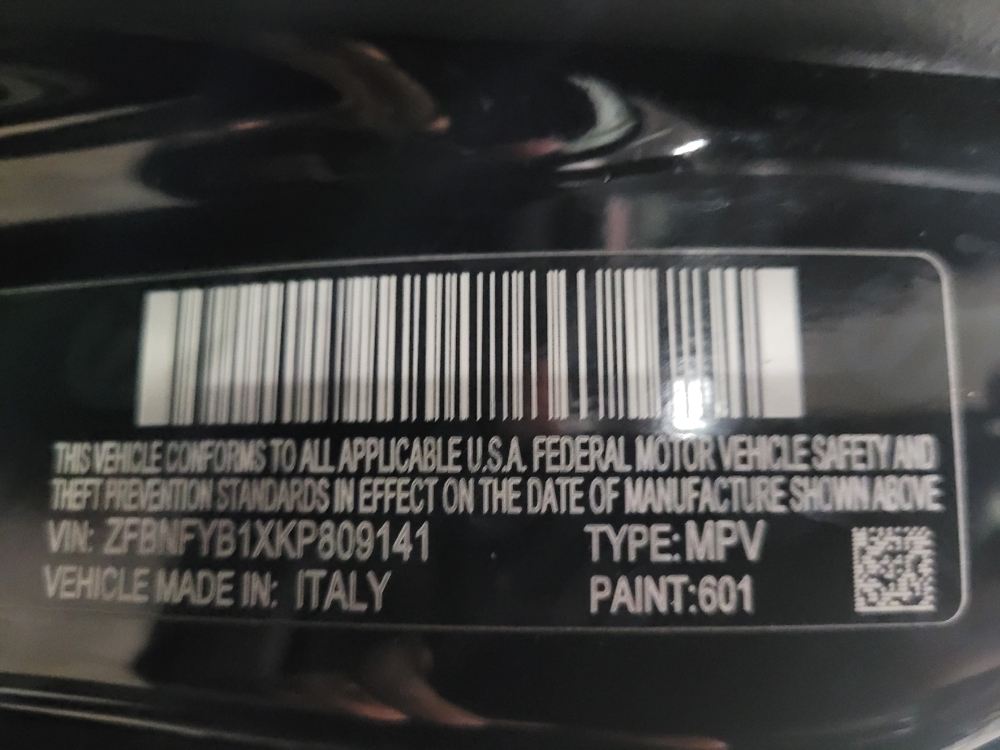 THIS VEHICLE CONFORMS TO ALL APPLICABLE U.S.A. FEDERAL MOTOR VEHICLE SAFETY AND
THEFT PREVENTION STANDARDS IN EFFECT ON THE DATE OF MANUFACTURE SHOWN ABOVE
VIN: ZFBNFYB1XKP809141 TYPE: MPV
VEHICLE MADE IN: ITALY PAINT:601